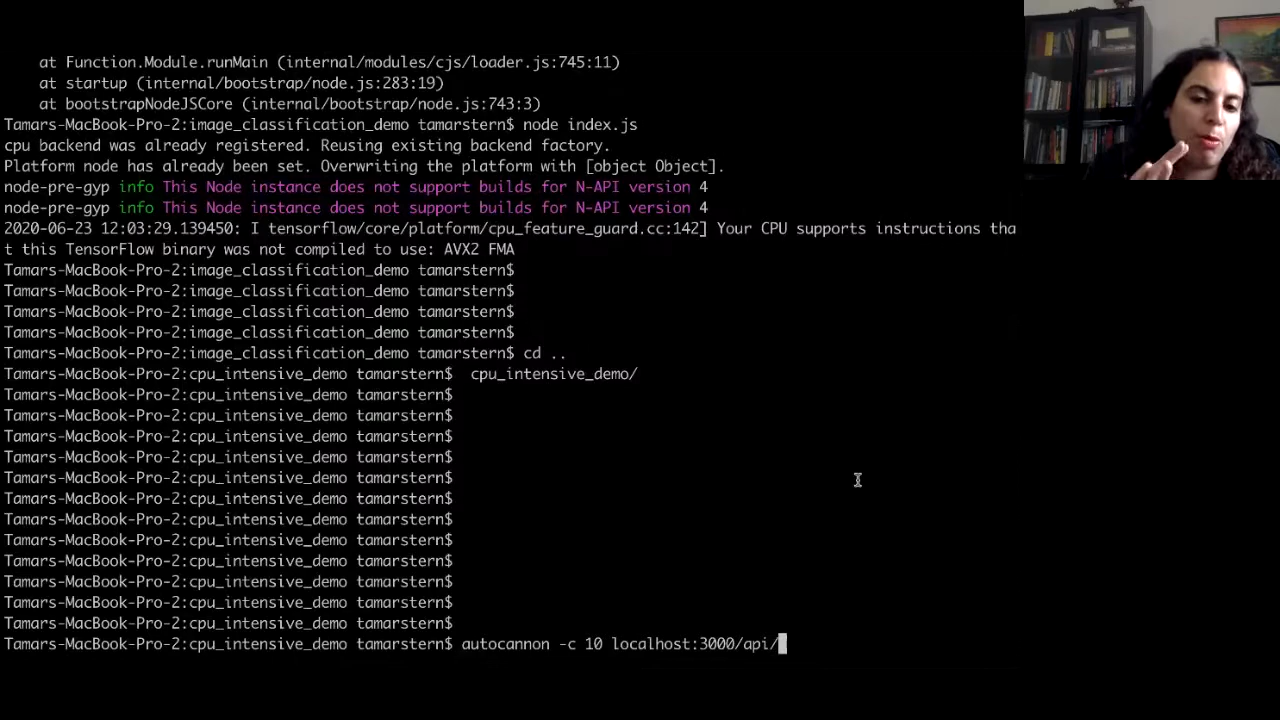 at Function.Module.runMain (internal/modules/cjs/loader.js:745:11)
at startup (internal/bootstrap/node.js:283:19)
at bootstrapNodeJSCore (internal/bootstrap/node.js:743:3)
Tamars-MacBook-Pro-2:image_classification_demo tamarstern$ node index.js
cpu backend was already registered. Reusing existing backend factory.
Platform node has already been set. Overwriting the platform with [object Object].
node-pre-gyp info This Node instance does not support builds for N-API version 4
node-pre-gyp info This Node instance does not support builds for N-API version 4
2020-06-23 12:03:29.139450: I tensorflow/core/platform/cpu_feature_guard.cc:142] Your CPU supports instructions tha
t this TensorFlow binary was not compiled to use: AVX2 FMA
Tamars-MacBook-Pro-2:image_classification_demo tamarstern$
Tamars-MacBook-Pro-2:image_classification_demo tamarstern$
Tamars-MacBook-Pro-2:image_classification_demo tamarstern$
Tamars-MacBook-Pro-2:image_classification_demo tamarstern$
Tamars-MacBook-Pro-2:image_classification_demo tamarstern$ cd ..
Tamars-MacBook-Pro-2:cpu_intensive_demo tamarstern$  cpu_intensive_demo/
Tamars-MacBook-Pro-2:cpu_intensive_demo tamarstern$
Tamars-MacBook-Pro-2:cpu_intensive_demo tamarstern$
Tamars-MacBook-Pro-2:cpu_intensive_demo tamarstern$
Tamars-MacBook-Pro-2:cpu_intensive_demo tamarstern$
Tamars-MacBook-Pro-2:cpu_intensive_demo tamarstern$
Tamars-MacBook-Pro-2:cpu_intensive_demo tamarstern$
Tamars-MacBook-Pro-2:cpu_intensive_demo tamarstern$
Tamars-MacBook-Pro-2:cpu_intensive_demo tamarstern$
Tamars-MacBook-Pro-2:cpu_intensive_demo tamarstern$
Tamars-MacBook-Pro-2:cpu_intensive_demo tamarstern$
Tamars-MacBook-Pro-2:cpu_intensive_demo tamarstern$
Tamars-MacBook-Pro-2:cpu_intensive_demo tamarstern$
Tamars-MacBook-Pro-2:cpu_intensive_demo tamarstern$ autocannon -c 10 localhost:3000/api/